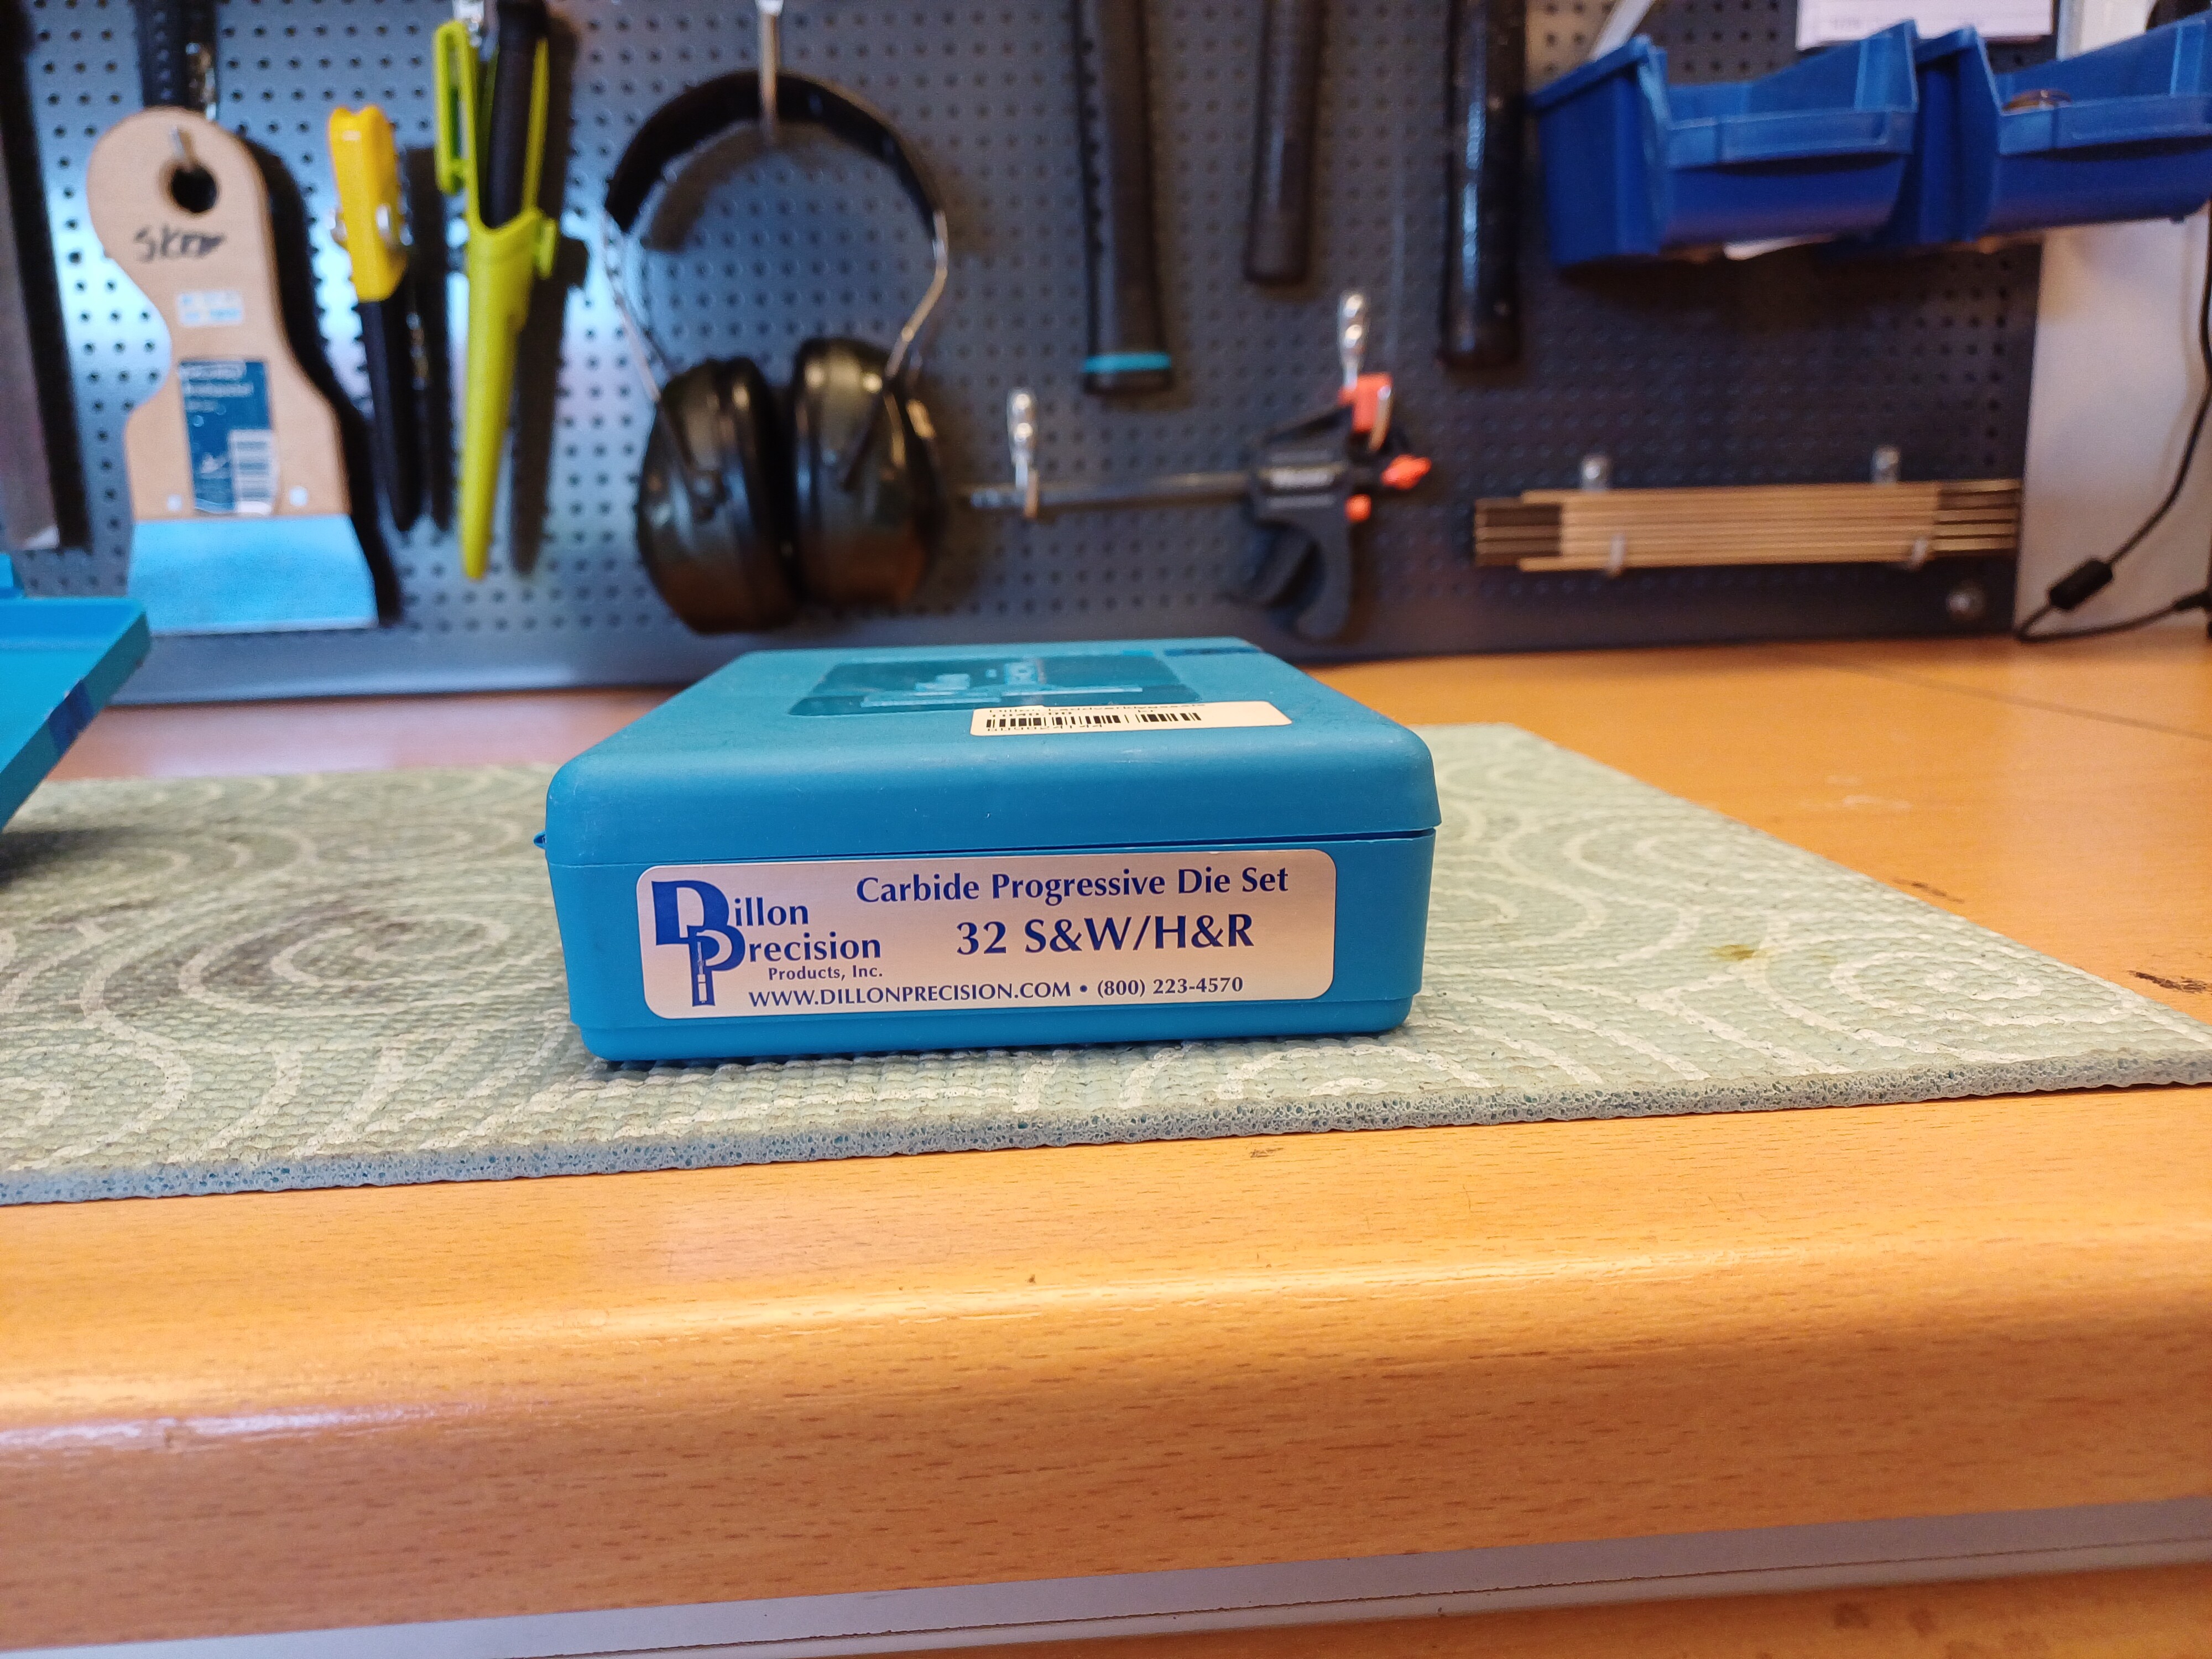 Carbide Progressive Die Set
Dillon
Precision
Products, Inc.
32 S&W/H&R
WWW.DILLONPRECISION.COM • (800) 223-4570